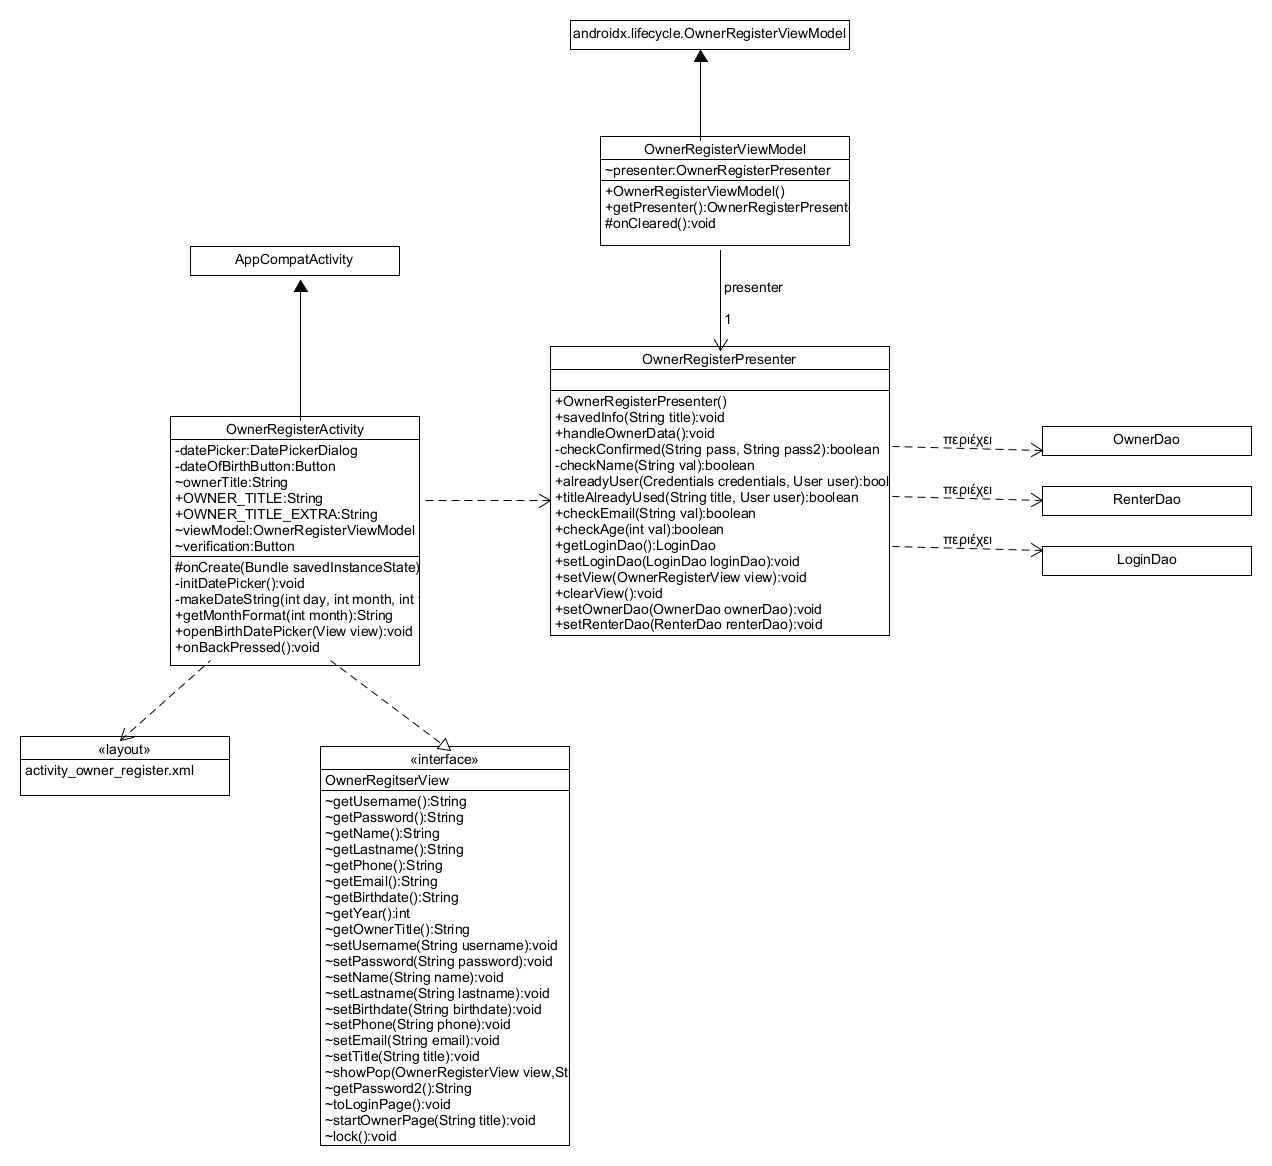 androidx.lifecycle.OwnerRegisterViewModel
OwnerRegisterViewModel
~presenter:OwnerRegisterPresenter
+OwnerRegisterViewModel()
+getPresenter():OwnerRegisterPresent
#onCleared():void
AppCompatActivity
presenter
1
OwnerRegisterActivity
-datePicker:DatePickerDialog
-dateOfBirthButton:Button
~ownerTitle:String
+OWNER_TITLE:String
+OWNER_TITLE_EXTRA:String
~viewModel:OwnerRegisterViewModel
~verification:Button
#onCreate(Bundle savedInstanceState)
-initDatePicker():void
-makeDateString(int day, int month, int
+getMonthFormat(int month):String
+openBirthDatePicker(View view):void
+onBackPressed():void
OwnerRegisterPresenter
+OwnerRegisterPresenter()
+savedInfo(String title):void
+handleOwnerData():void
-checkConfirmed(String pass, String pass2):boolean
-checkName(String val):boolean
+alreadyUser(Credentials credentials, User user):bool
+titleAlreadyUsed(String title, User user):boolean
+checkEmail(String val):boolean
+checkAge(int val):boolean
+getLoginDao():LoginDao
+setLoginDao(LoginDao loginDao):void
+setView(OwnerRegisterView view):void
+clearView():void
+setOwnerDao(OwnerDao ownerDao):void
+setRenterDao(RenterDao renterDao):void
περιέχει
OwnerDao
περιέχει
RenterDao
περιέχει
LoginDao
«layout»
activity_owner_register.xml
«interface»
OwnerRegitserView
~getUsername():String
~getPassword():String
~getName():String
~getLastname():String
~getPhone():String
~getEmail():String
~getBirthdate():String
~getYear():int
~getOwnerTitle():String
~setUsername(String username):void
~setPassword(String password):void
~setName(String name):void
~setLastname(String lastname):void
~setBirthdate(String birthdate):void
~setPhone(String phone):void
~setEmail(String email):void
~setTitle(String title):void
~showPop(OwnerRegisterView view,St
~getPassword2():String
~toLoginPage():void
~startOwnerPage(String title):void
~lock():void